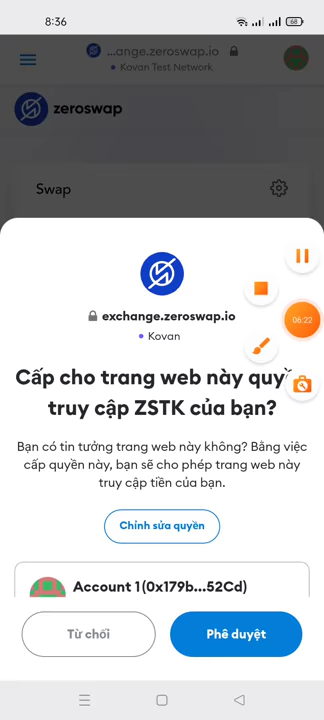 8:36
68
...ange.zeroswap.io
Kovan Test Network
zeroswap
Swap
exchange.zeroswap.io
Kovan
06:22
Cấp cho trang web này quy
truy cập ZSTK của bạn?
Bạn có tin tưởng trang web này không? Bằng việc
cấp quyền này, bạn sẽ cho phép trang web này
truy cập tiền của bạn.
Chỉnh sửa quyền
Account 1 (0x179b...52Cd)
Từ chối
Phê duyệt